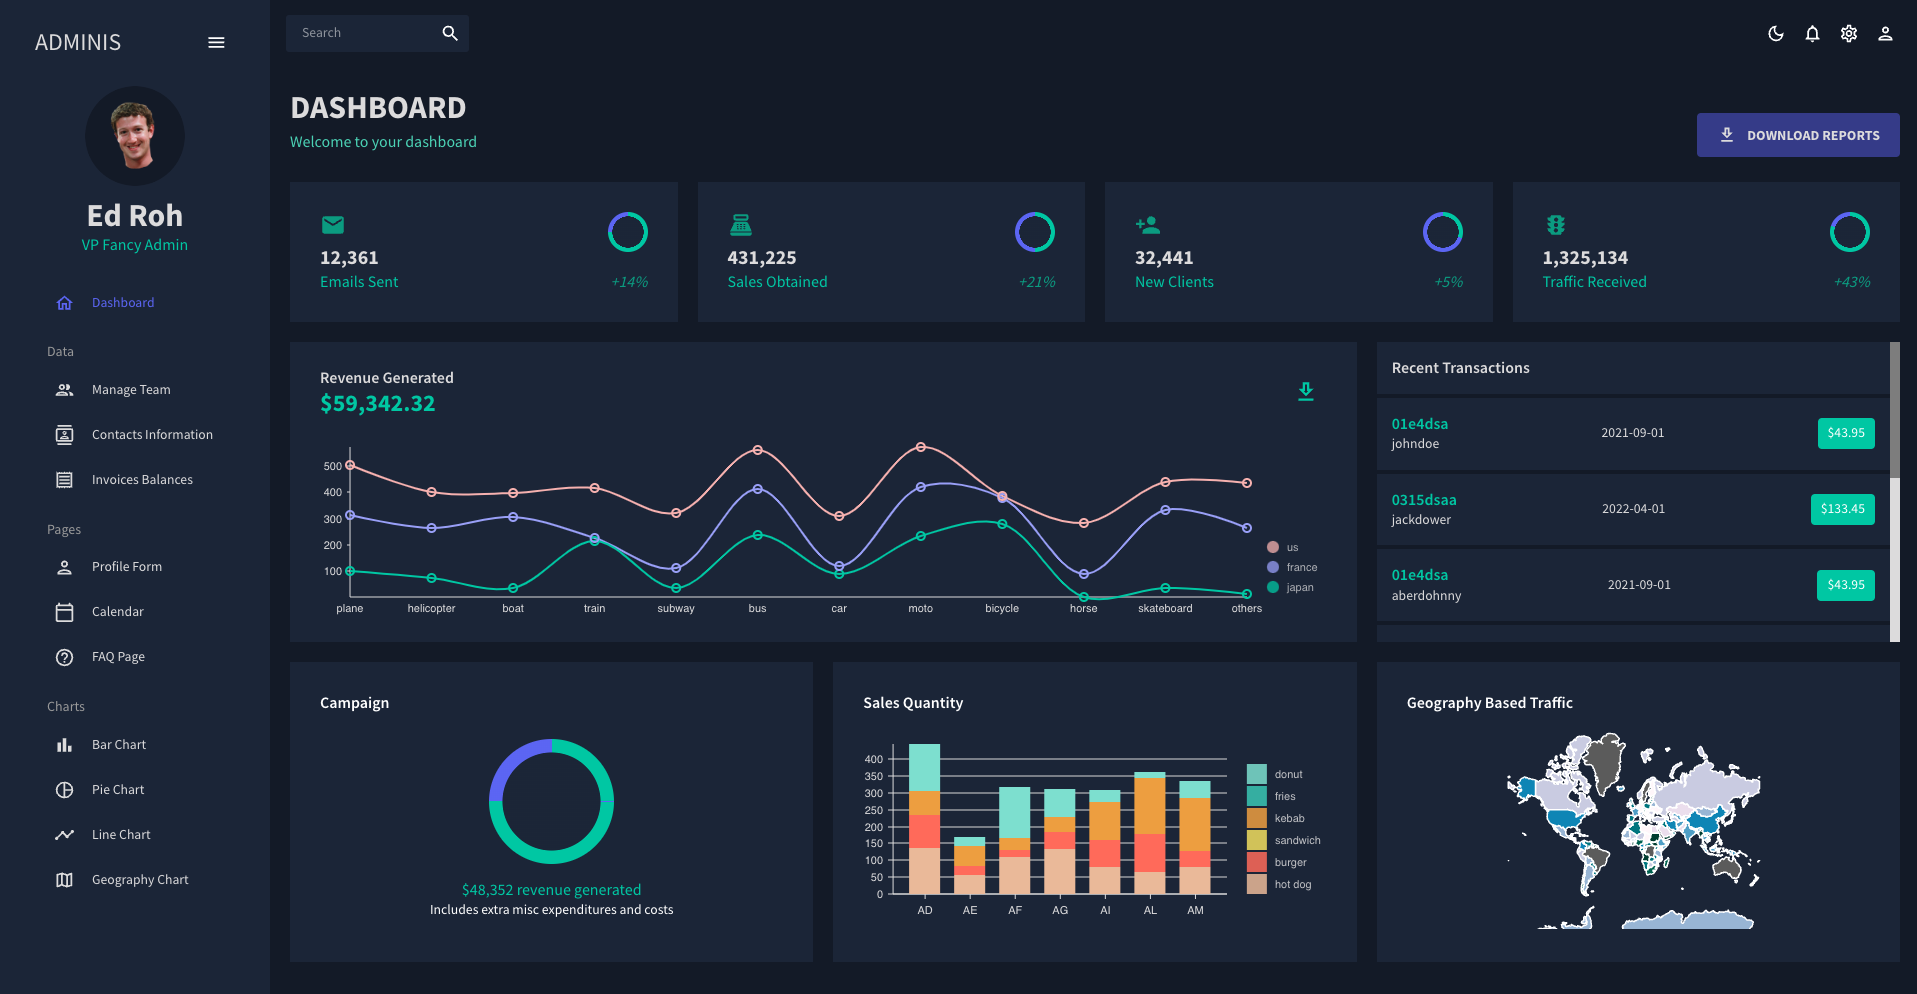 ADMINIS
Search
Ed Roh
VP Fancy Admin
Dashboard
Data
Manage Team
Contacts Information
Invoices Balances
Pages
Profile Form
Calendar
FAQ Page
Charts
Bar Chart
Pie Chart
Line Chart
Geography Chart
DASHBOARD
Welcome to your dashboard
DOWNLOAD REPORTS
12,361
Emails Sent
+14%
431,225
Sales Obtained
+21%
32,441
New Clients
+5%
1,325,134
Traffic Received
+43%
Revenue Generated
$59,342.32
500
400
300
200
100
plane helicopter boat train subway bus car moto bicycle horse skateboard others
us
france
japan
Recent Transactions
01e4dsa
johndoe
2021-09-01
$43.95
0315dsaa
jackdower
2022-04-01
$133.45
01e4dsa
aberdohnny
2021-09-01
$43.95
Campaign
$48,352 revenue generated
Includes extra misc expenditures and costs
Sales Quantity
400
350
300
250
200
150
100
50
0
AD AE AF AG AI AL AM
donut
fries
kebab
sandwich
burger
hot dog
Geography Based Traffic